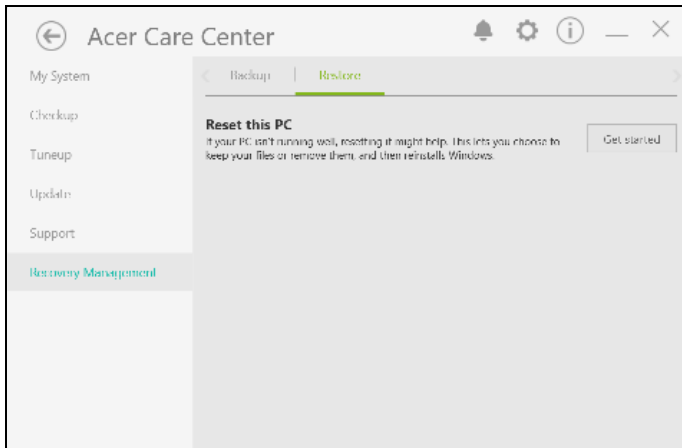 Acer Care Center
My System
Checkup
Tuneup
Update
Support
Recovery Management
Backup
Restore
Reset this PC
If your PC isn't running well, resetting it might help. This lets you choose to
keep your files or remove them, and then reinstalls Windows.
Get started